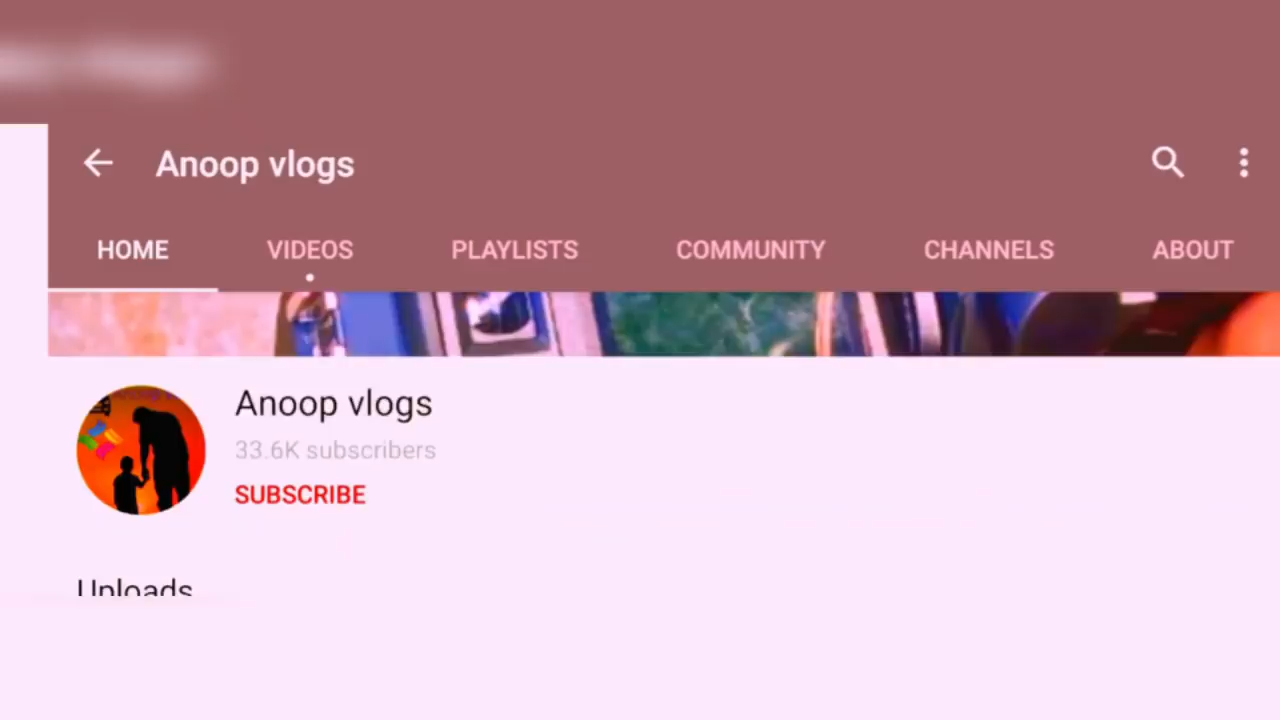 Anoop vlogs
HOME VIDEOS PLAYLISTS COMMUNITY CHANNELS ABOUT
Anoop vlogs
33.6K subscribers
SUBSCRIBE
Uploads